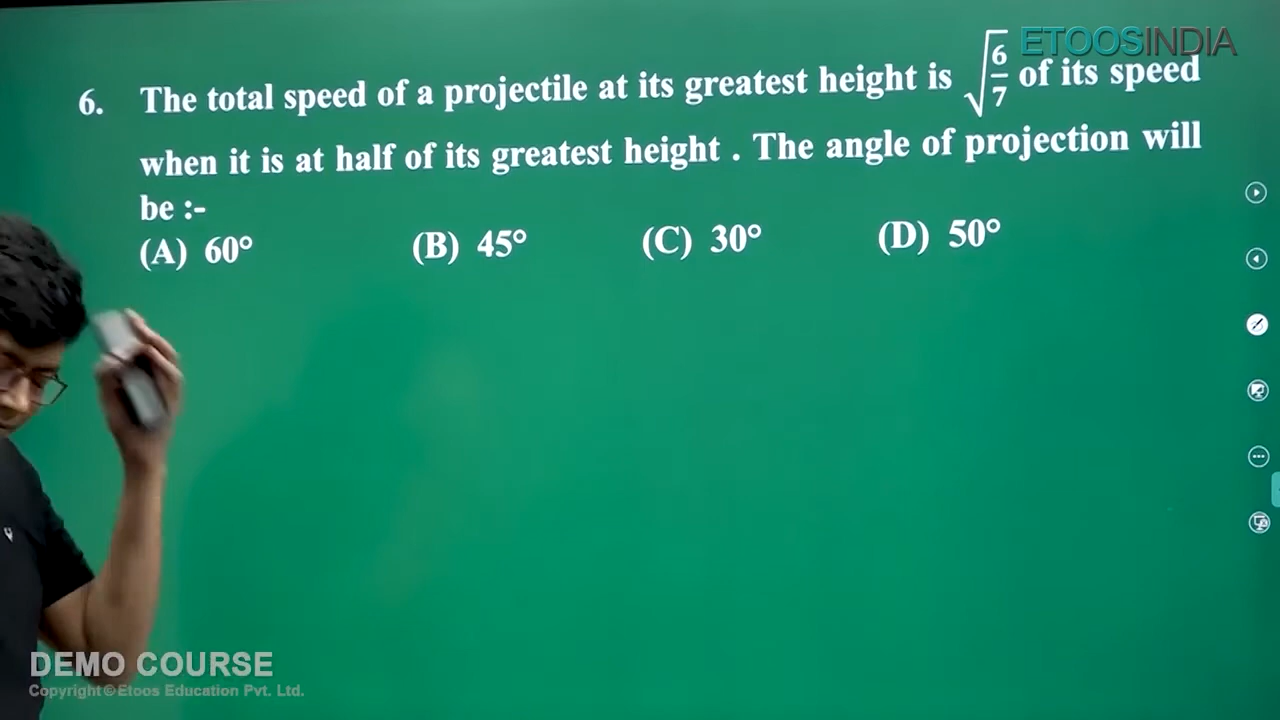 ETOOSINDIA
6. The total speed of a projectile at its greatest height is √6/7 of its speed
when it is at half of its greatest height . The angle of projection will
be :-
(A) 60° (B) 45° (C) 30° (D) 50°
DEMO COURSE
Copyright © Etoos Education Pvt. Ltd.